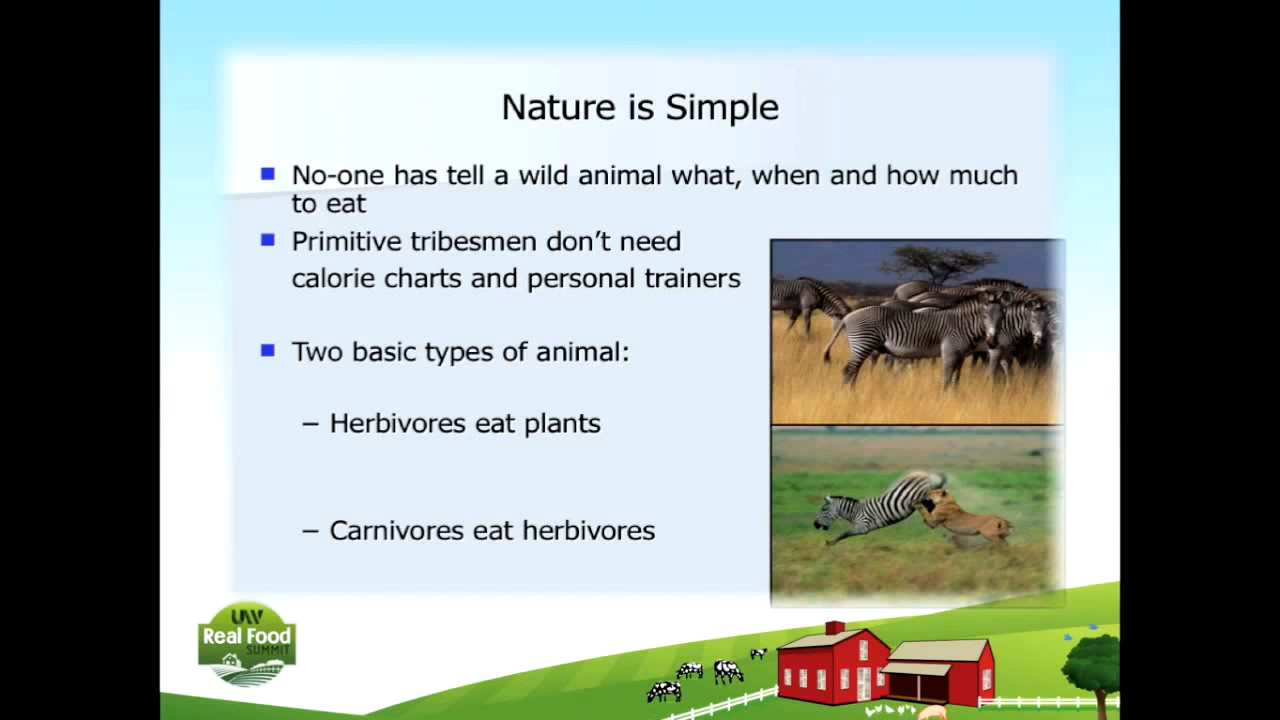 Nature is Simple
No-one has tell a wild animal what, when and how much
to eat
Primitive tribesmen don’t need
calorie charts and personal trainers
Two basic types of animal:
– Herbivores eat plants
– Carnivores eat herbivores
UW
Real Food
SUMMIT